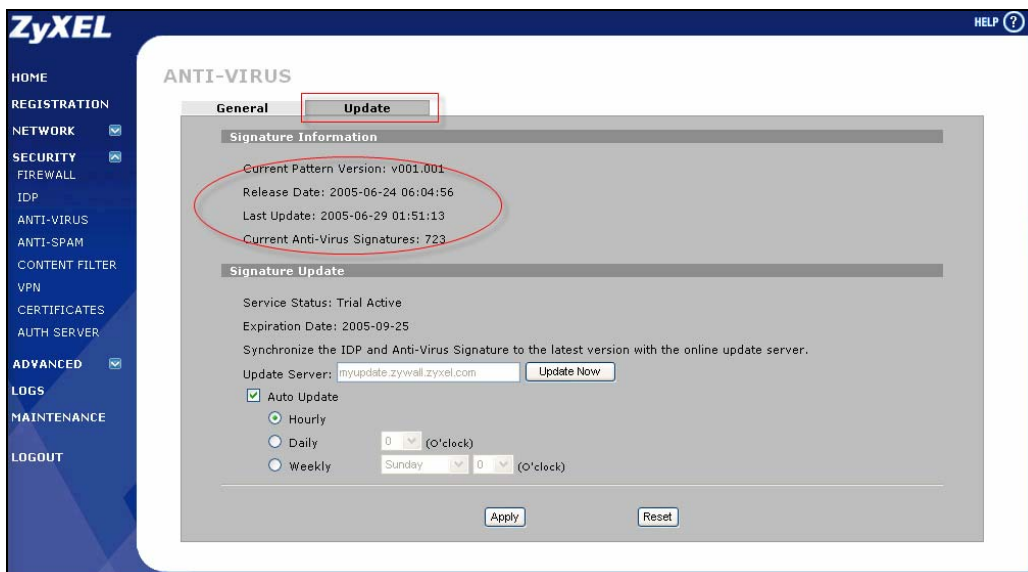 ZyXEL
HELP ?
HOME
REGISTRATION
NETWORK
SECURITY
FIREWALL
IDP
ANTI-VIRUS
ANTI-SPAM
CONTENT FILTER
VPN
CERTIFICATES
AUTH SERVER
ADVANCED
LOGS
MAINTENANCE
LOGOUT
ANTI-VIRUS
General Update
Signature Information
Current Pattern Version: v001.001
Release Date: 2005-06-24 06:04:56
Last Update: 2005-06-29 01:51:13
Current Anti-Virus Signatures: 723
Signature Update
Service Status: Trial Active
Expiration Date: 2005-09-25
Synchronize the IDP and Anti-Virus Signature to the latest version with the online update server.
Update Server: myupdate.zywall.zyxel.com Update Now
Auto Update
Hourly
Daily 0 (O'clock)
Weekly Sunday 0 (O'clock)
Apply Reset